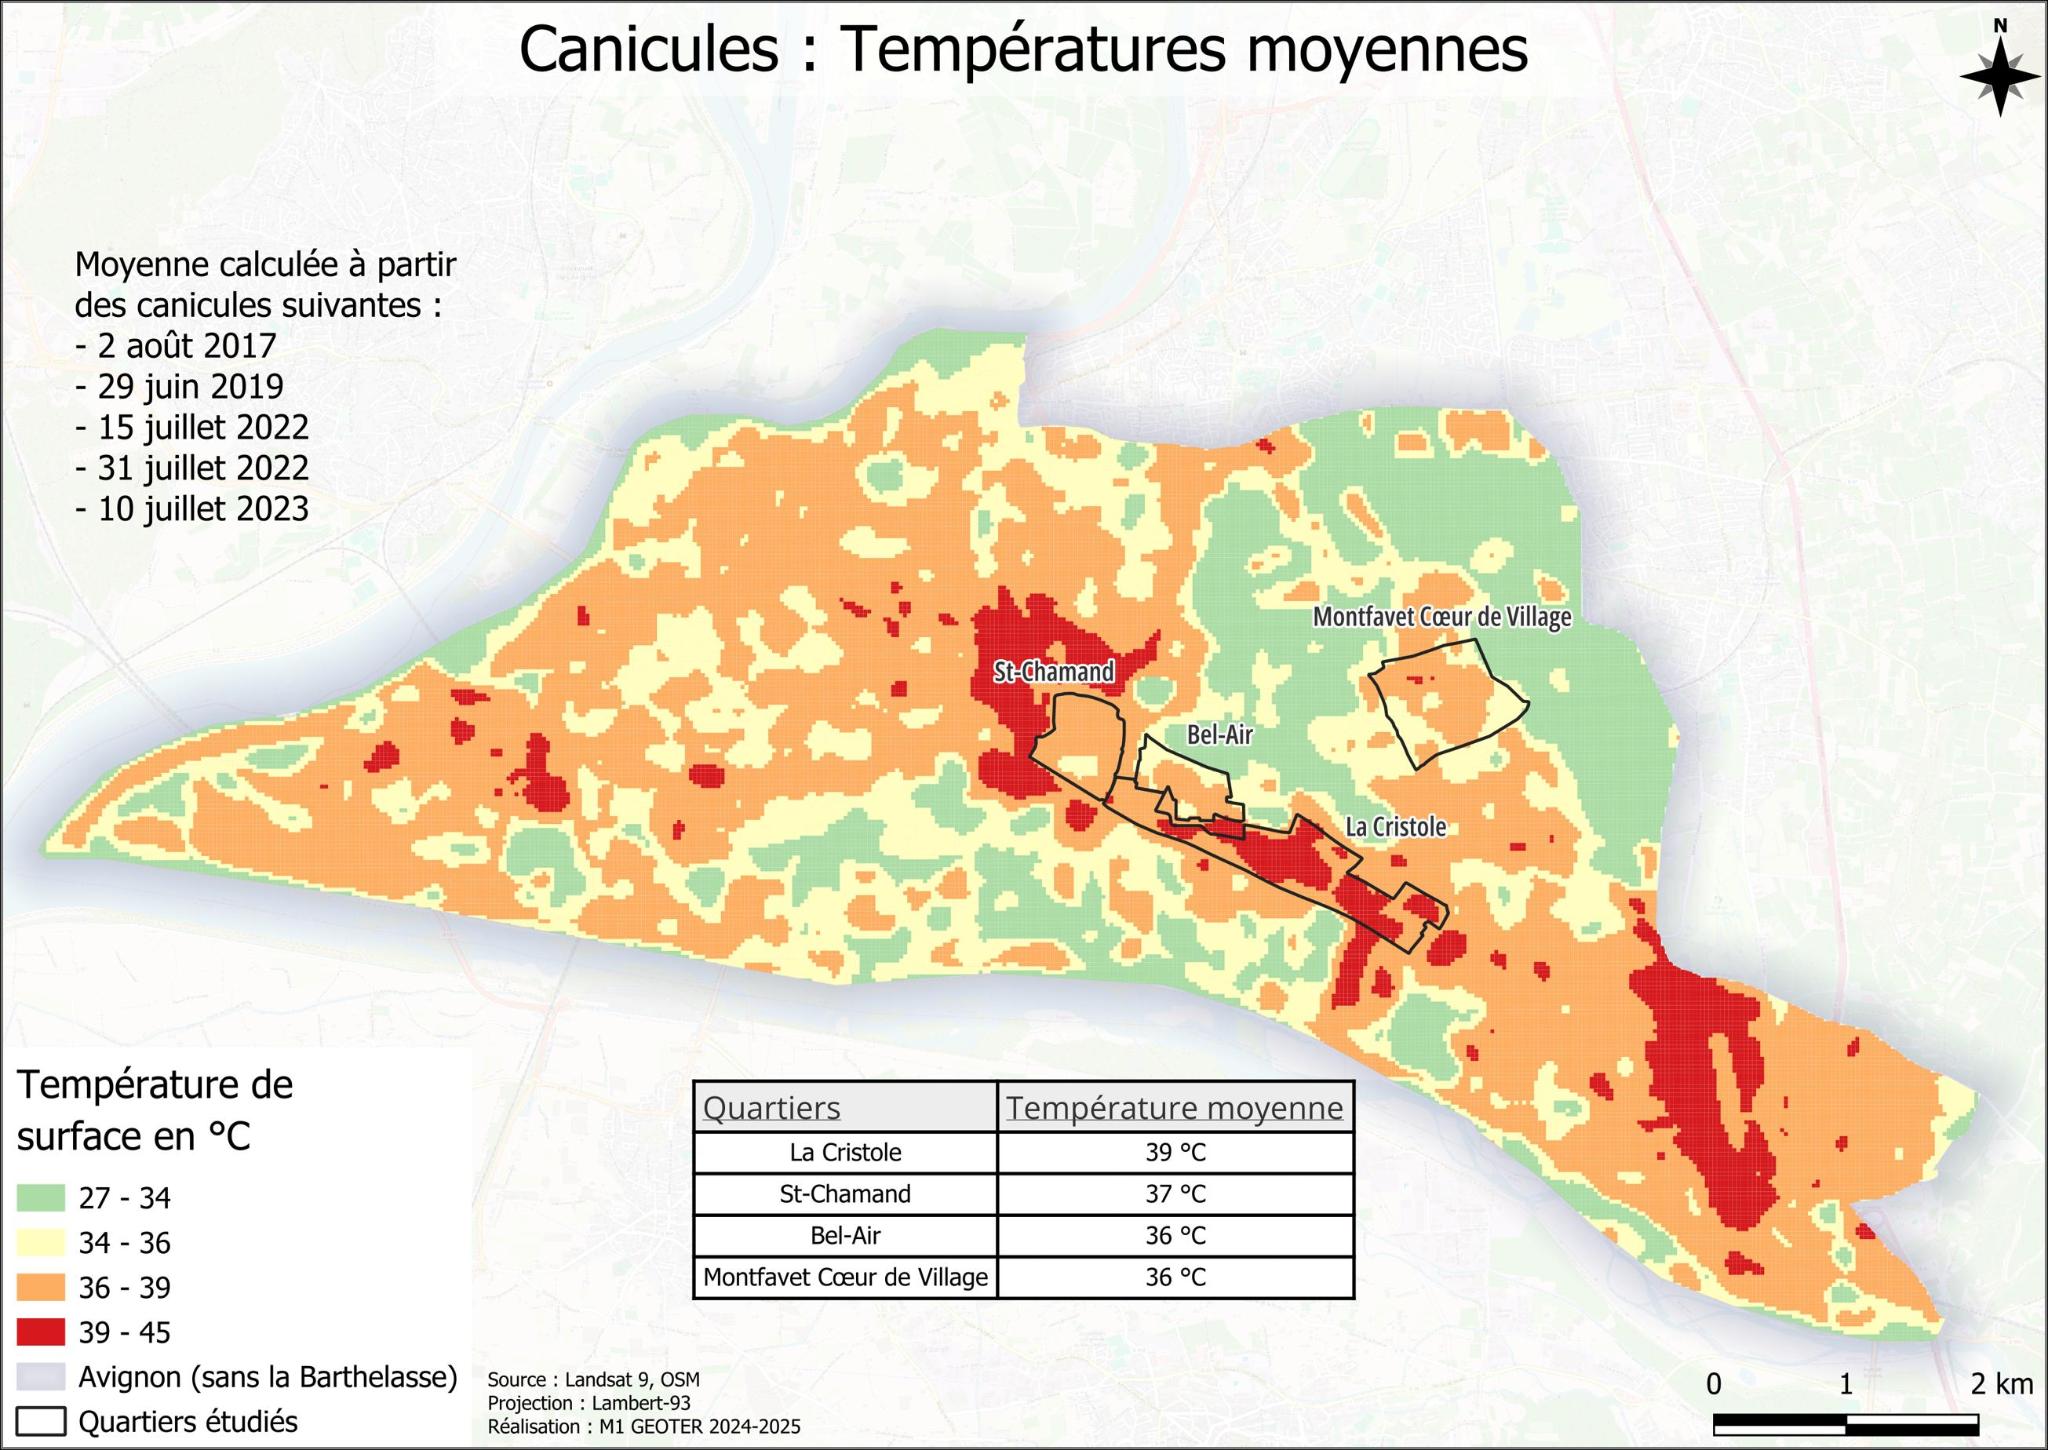 Canicules : Températures moyennes
N
Moyenne calculée à partir
des canicules suivantes :
- 2 août 2017
- 29 juin 2019
- 15 juillet 2022
- 31 juillet 2022
- 10 juillet 2023
Montfavet Cœur de Village
St-Chamand
Bel-Air
La Cristole
Température de
surface en °C
27 - 34
34 - 36
36 - 39
39 - 45
Avignon (sans la Barthelasse)
Quartiers étudiés
Quartiers Température moyenne
La Cristole 39 °C
St-Chamand 37 °C
Bel-Air 36 °C
Montfavet Cœur de Village 36 °C
Source : Landsat 9, OSM
Projection : Lambert-93
Réalisation : M1 GEOTER 2024-2025
0 1 2 km